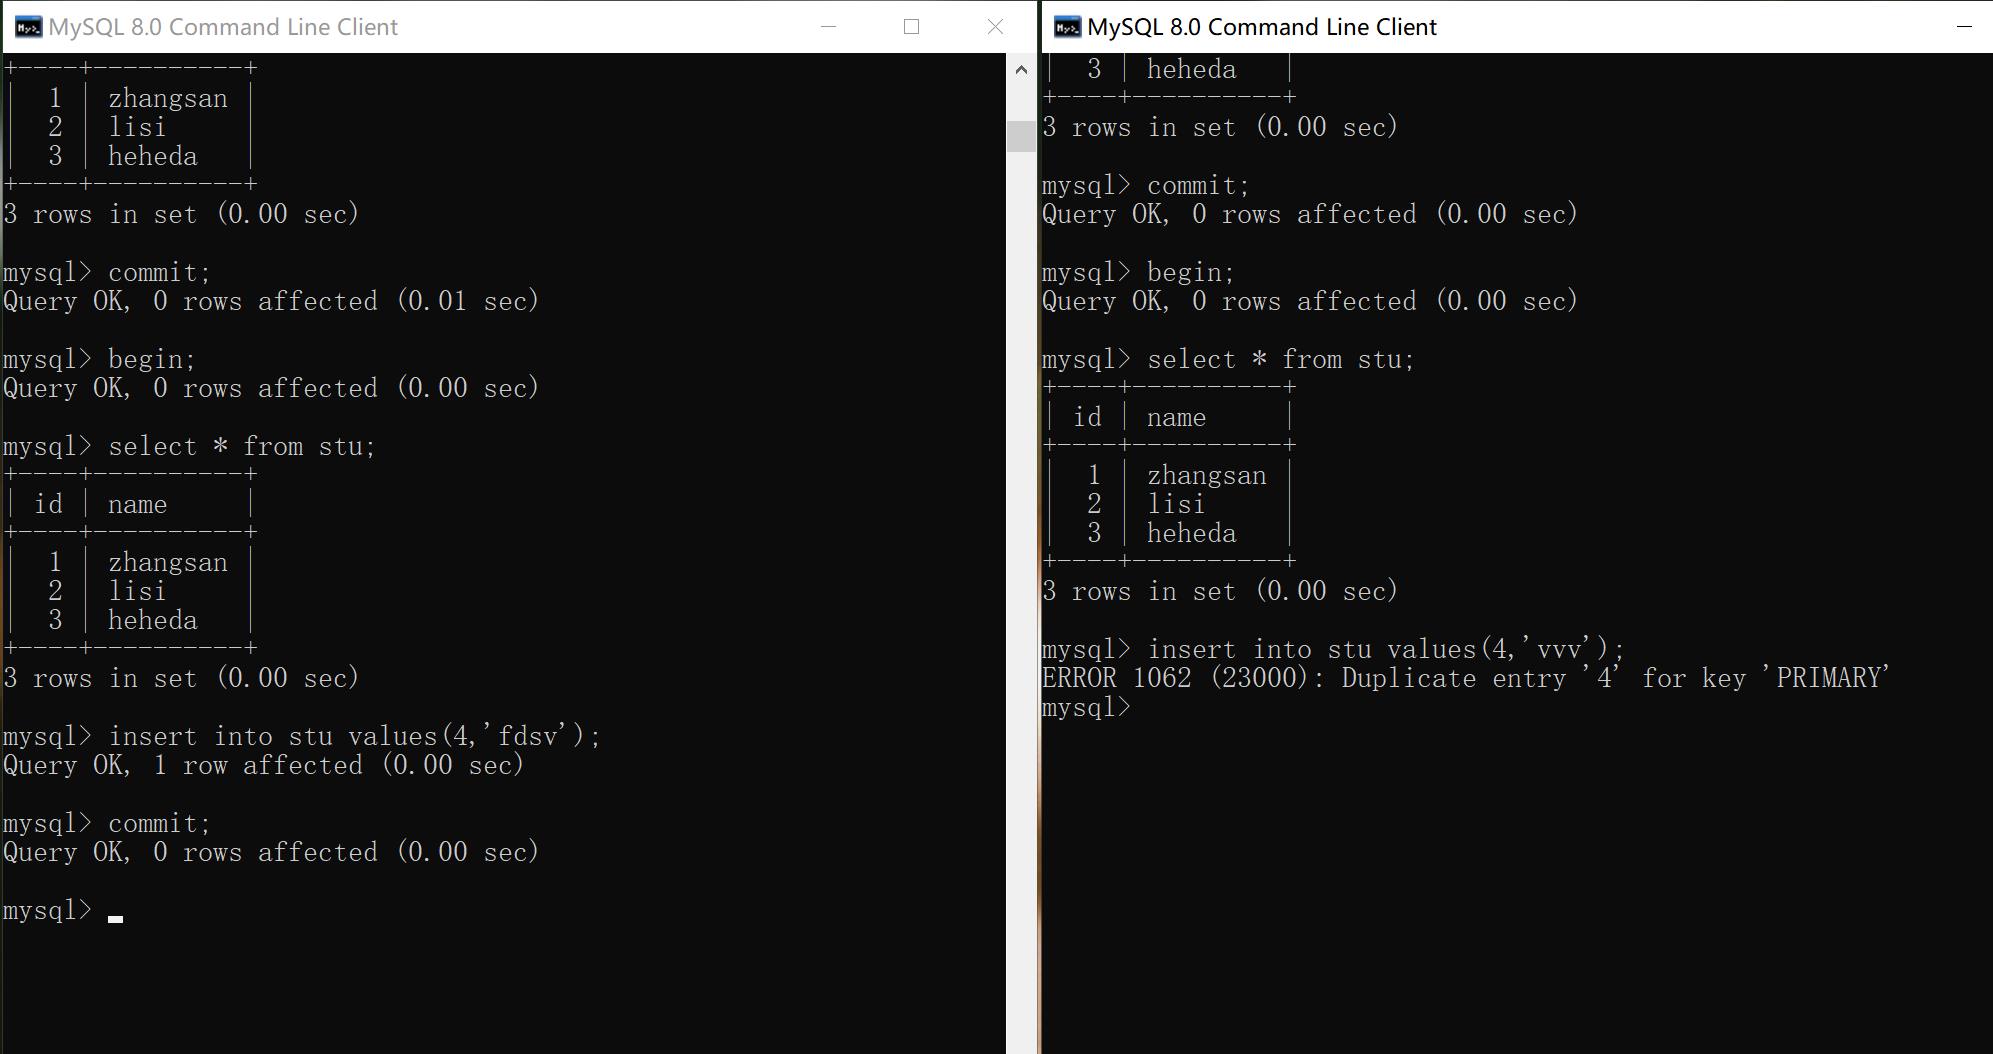 MySQL 8.0 Command Line Client
+----+----------+
|  1 | zhangsan |
|  2 | lisi     |
|  3 | heheda   |
+----+----------+
3 rows in set (0.00 sec)
mysql> commit;
Query OK, 0 rows affected (0.01 sec)
mysql> begin;
Query OK, 0 rows affected (0.00 sec)
mysql> select * from stu;
+----+----------+
| id | name     |
+----+----------+
|  1 | zhangsan |
|  2 | lisi     |
|  3 | heheda   |
+----+----------+
3 rows in set (0.00 sec)
mysql> insert into stu values(4,'fdsv');
Query OK, 1 row affected (0.00 sec)
mysql> commit;
Query OK, 0 rows affected (0.00 sec)
mysql>
MySQL 8.0 Command Line Client
|  3 | heheda   |
+----+----------+
3 rows in set (0.00 sec)
mysql> commit;
Query OK, 0 rows affected (0.00 sec)
mysql> begin;
Query OK, 0 rows affected (0.00 sec)
mysql> select * from stu;
+----+----------+
| id | name     |
+----+----------+
|  1 | zhangsan |
|  2 | lisi     |
|  3 | heheda   |
+----+----------+
3 rows in set (0.00 sec)
mysql> insert into stu values(4,'vvv');
ERROR 1062 (23000): Duplicate entry '4' for key 'PRIMARY'
mysql>